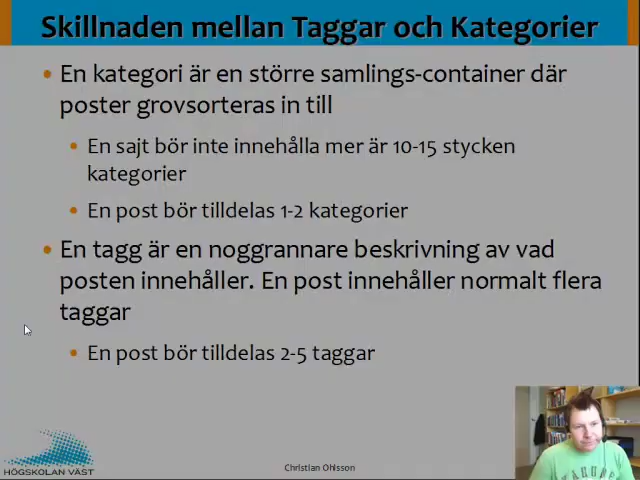 Skillnaden mellan Taggar och Kategorier
• En kategori är en större samlings-container där
poster grovsorteras in till
• En sajt bör inte innehålla mer är 10-15 stycken
kategorier
• En post bör tilldelas 1-2 kategorier
• En tagg är en noggrannare beskrivning av vad
posten innehåller. En post innehåller normalt flera
taggar
• En post bör tilldelas 2-5 taggar
HÖGSKOLAN VÄST
Christian Ohlsson